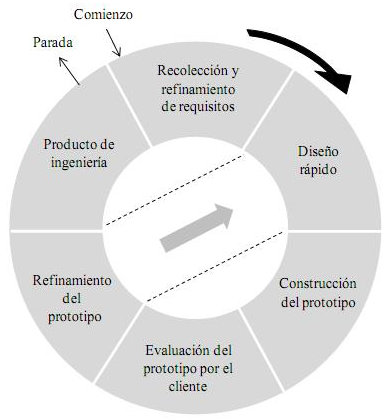 Comienzo
Parada
Recolección y
refinamiento
de requisitos
Diseño
rápido
Construcción
del prototipo
Evaluación del
prototipo por el
cliente
Refinamiento
del
prototipo
Producto de
ingeniería